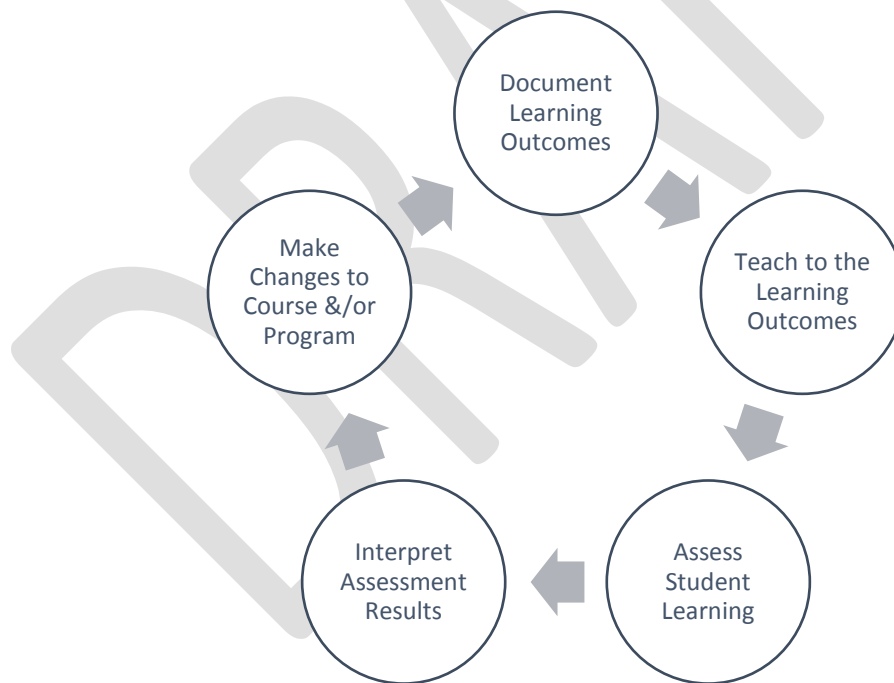 Document
Learning
Outcomes
Teach to the
Learning
Outcomes
Assess
Student
Learning
Interpret
Assessment
Results
Make
Changes to
Course &/or
Program